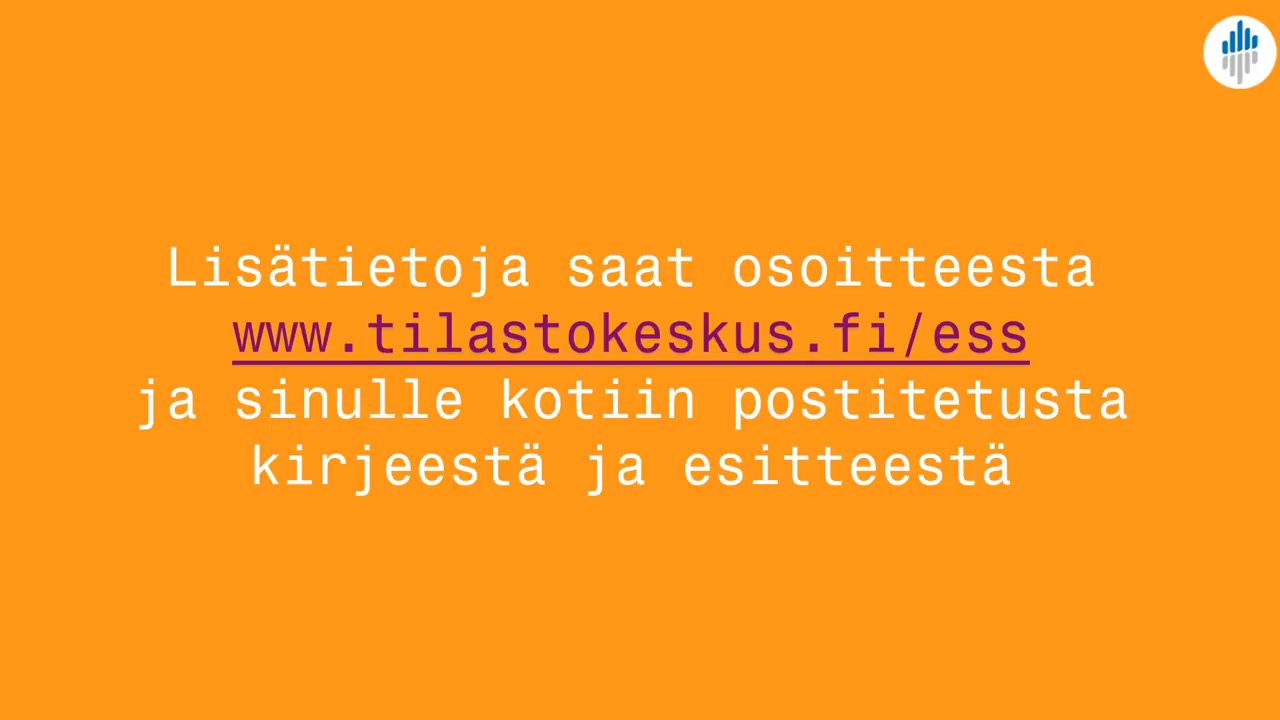 Lisätietoja saat osoitteesta
www.tilastokeskus.fi/ess
ja sinulle kotiin postitetusta
kirjeestä ja esitteestä